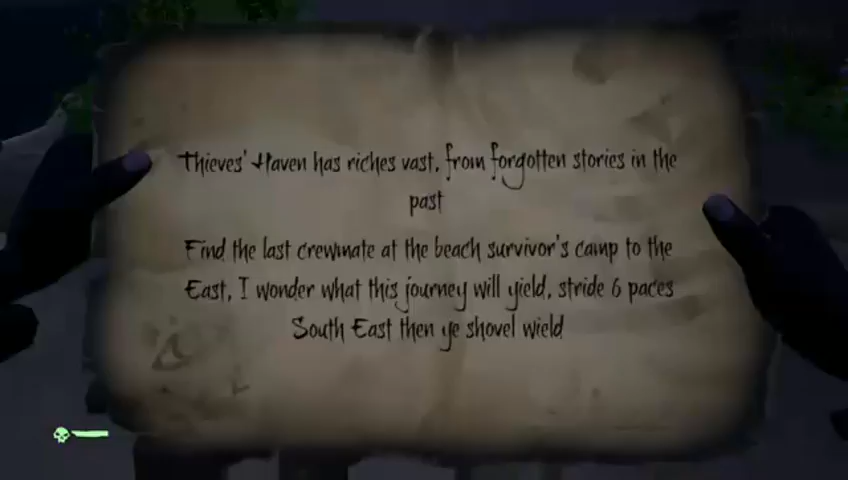 Thieves' Haven has riches vast, from forgotten stories in the
past
Find the last crewmate at the beach survivor's camp to the
East, I wonder what this journey will yield, stride 6 paces
South East then ye shovel wield